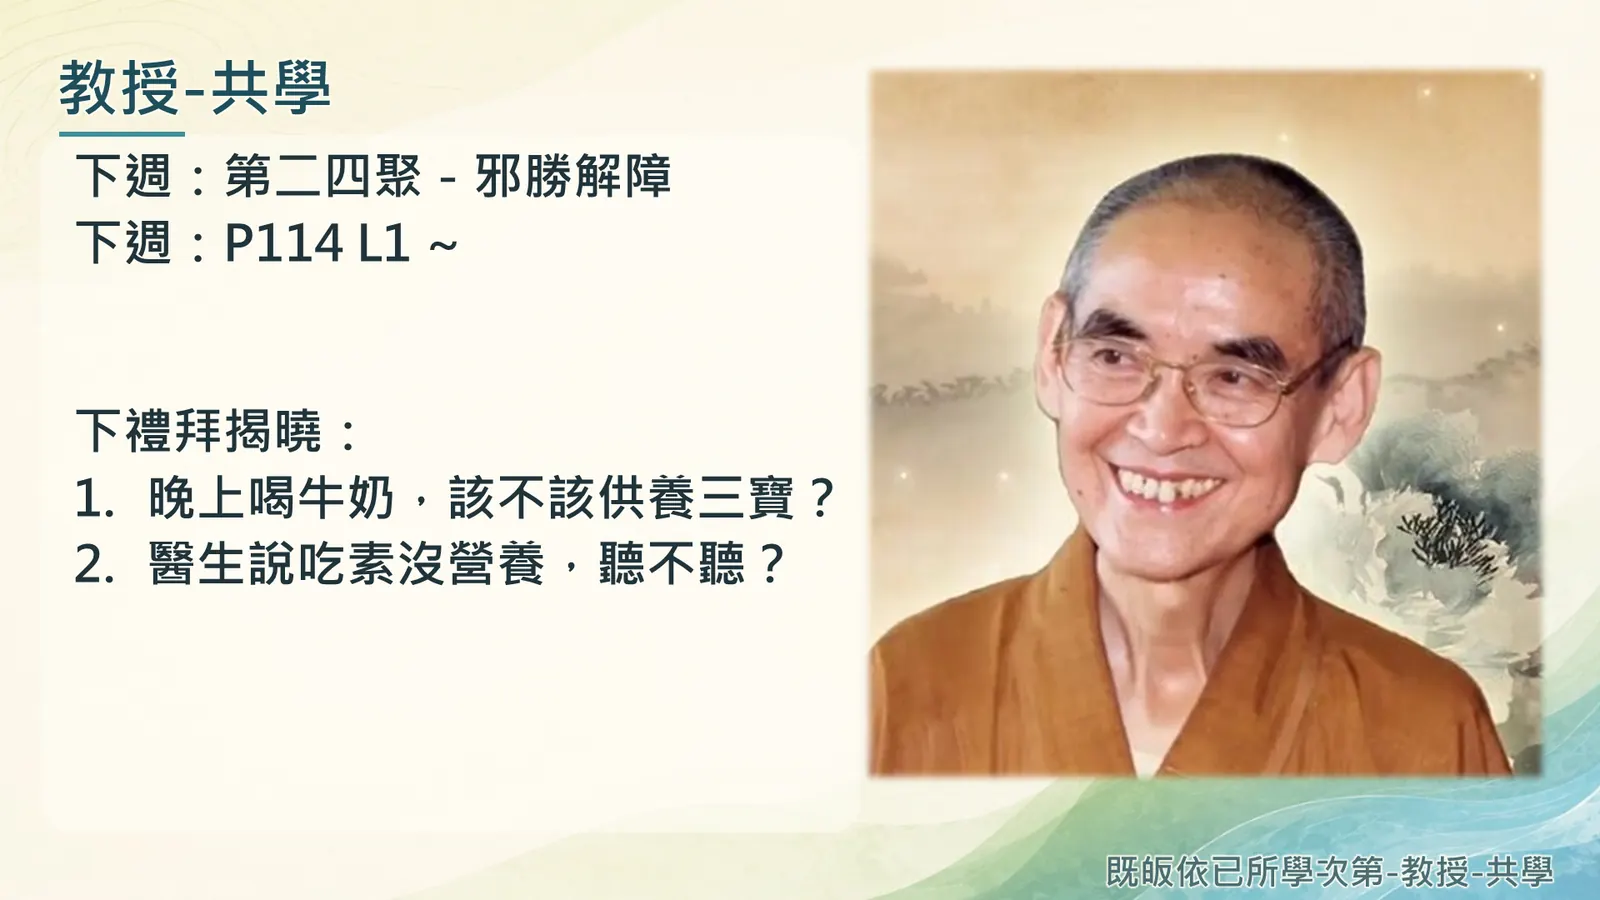 教授-共學
下週：第二四聚 - 邪勝解障
下週：P114 L1 ~
下禮拜揭曉：
1. 晚上喝牛奶，該不該供養三寶？
2. 醫生說吃素沒營養，聽不聽？
既皈依已所學次第-教授-共學